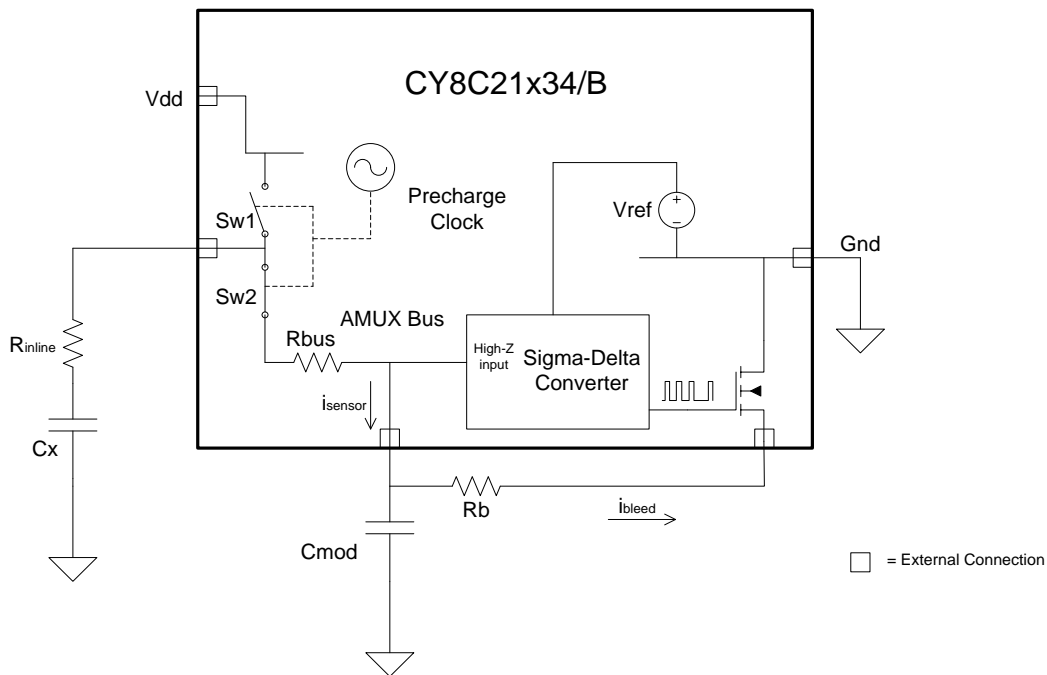 CY8C21x34/B
Vdd
Precharge
Clock
Vref
+
−
Sw1
Gnd
Sw2
AMUX Bus
Rbus
Rinline
High-Z
input
Sigma-Delta
Converter
isensor
Cx
Rb
ibleed
Cmod
= External Connection